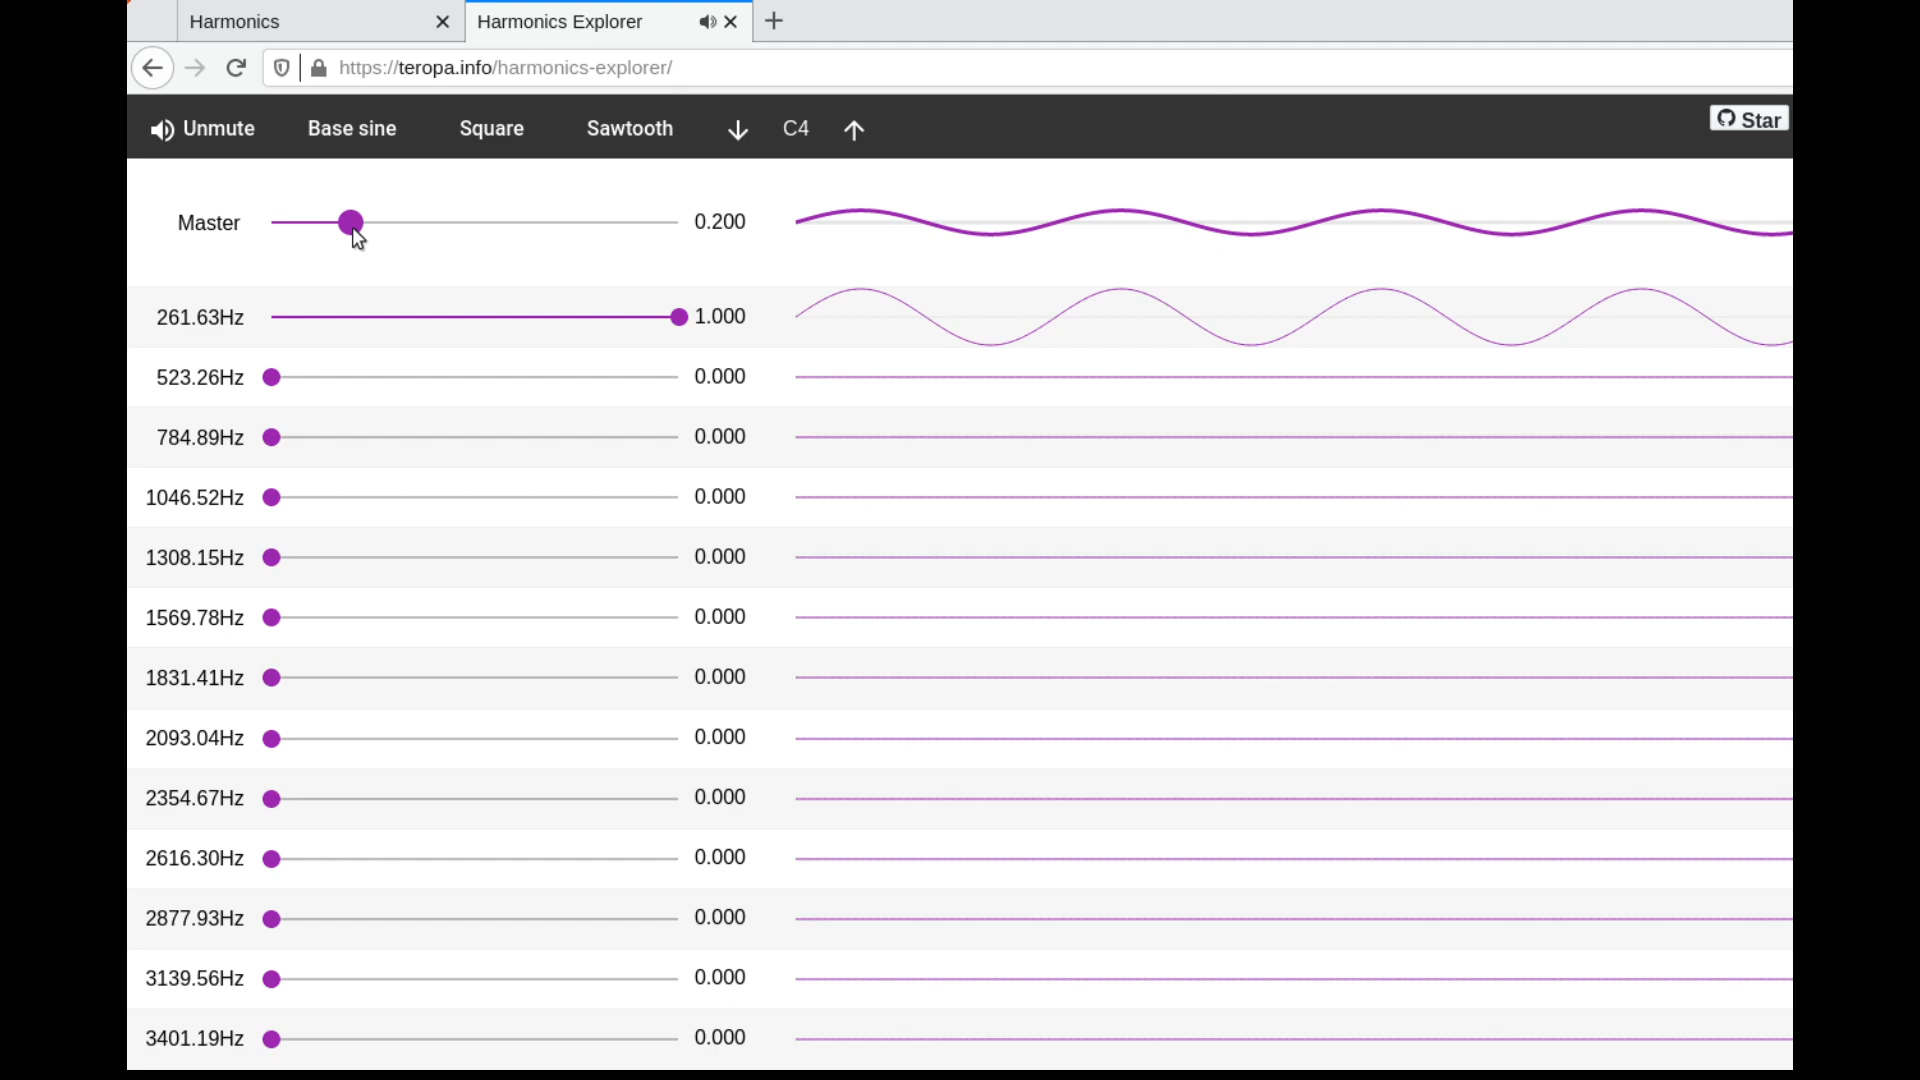 Harmonics
Harmonics Explorer
https://teropa.info/harmonics-explorer/
Unmute Base sine Square Sawtooth C4 Star
Master 0.200
261.63Hz 1.000
523.26Hz 0.000
784.89Hz 0.000
1046.52Hz 0.000
1308.15Hz 0.000
1569.78Hz 0.000
1831.41Hz 0.000
2093.04Hz 0.000
2354.67Hz 0.000
2616.30Hz 0.000
2877.93Hz 0.000
3139.56Hz 0.000
3401.19Hz 0.000